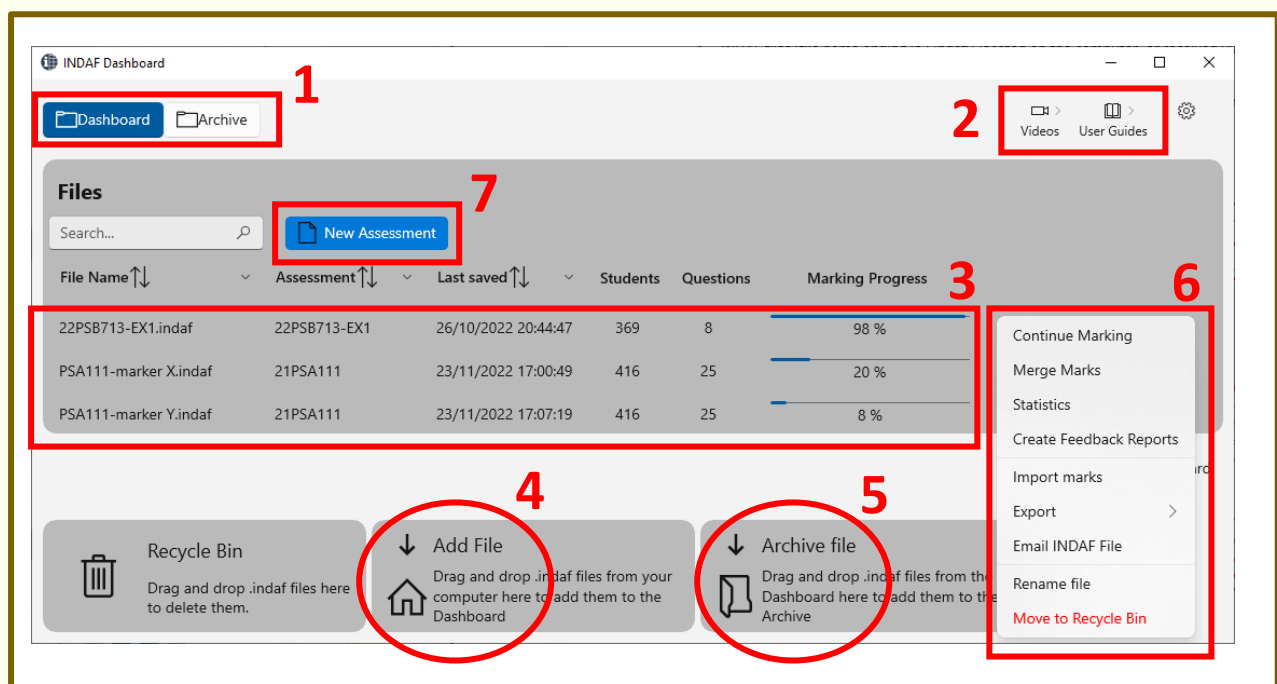 INDAF Dashboard
1
Dashboard
Archive
2
Videos
User Guides
Files
7
Search...
New Assessment
File Name Assessment Last saved Students Questions Marking Progress
3
6
22PSB713-EX1.indaf 22PSB713-EX1 26/10/2022 20:44:47 369 8 98 %
PSA111-marker X.indaf 21PSA111 23/11/2022 17:00:49 416 25 20 %
PSA111-marker Y.indaf 21PSA111 23/11/2022 17:07:19 416 25 8 %
Continue Marking
Merge Marks
Statistics
Create Feedback Reports
Import marks
Export
Email INDAF File
Rename file
Move to Recycle Bin
Recycle Bin
Drag and drop .indaf files here
to delete them.
4
Add File
Drag and drop .indaf files from your
computer here to add them to the
Dashboard
5
Archive file
Drag and drop .indaf files from the
Dashboard here to add them to the
Archive